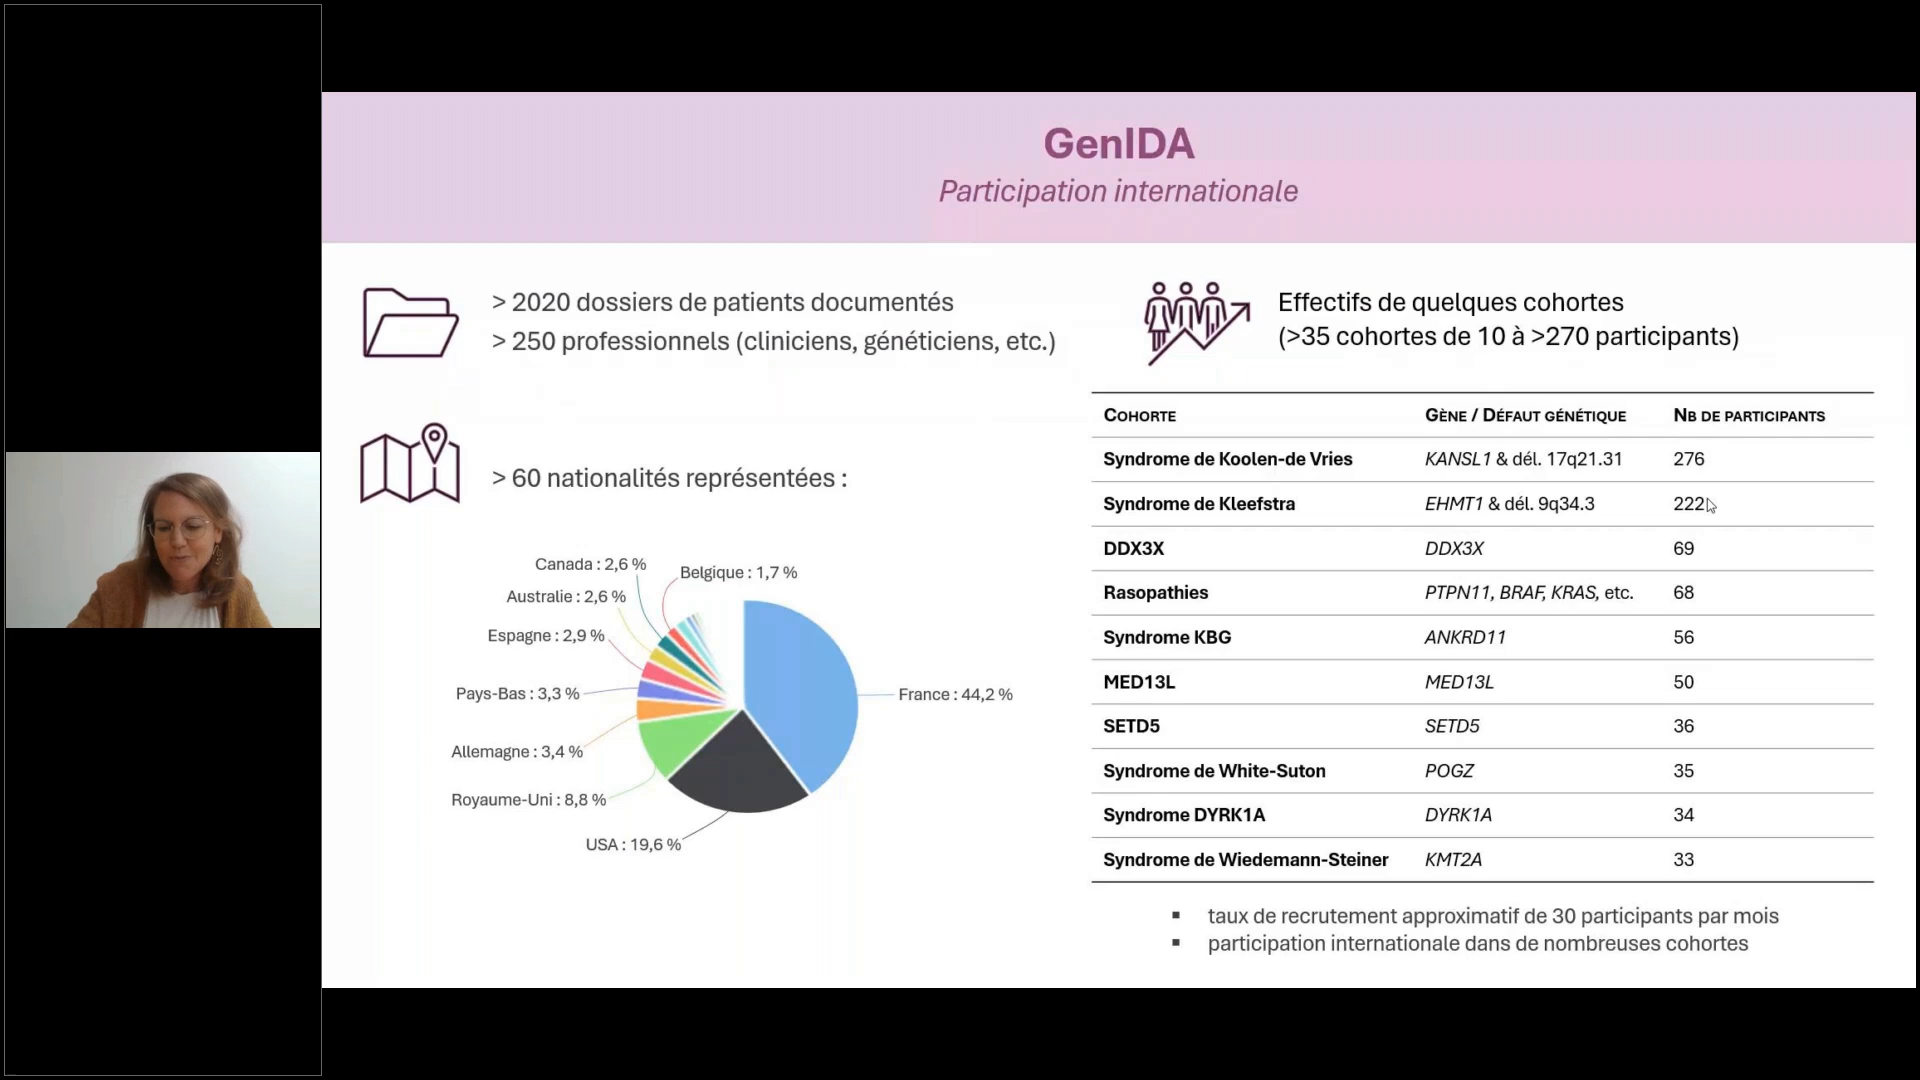 GenIDA
Participation internationale
> 2020 dossiers de patients documentés
> 250 professionnels (cliniciens, généticiens, etc.)
> 60 nationalités représentées :
Canada : 2,6 %
Belgique : 1,7 %
Australie : 2,6 %
Espagne : 2,9 %
Pays-Bas : 3,3 %
France : 44,2 %
Allemagne : 3,4 %
Royaume-Uni : 8,8 %
USA : 19,6 %
Effectifs de quelques cohortes
(>35 cohortes de 10 à >270 participants)
COHORTE GÈNE / DÉFAUT GÉNÉTIQUE NB DE PARTICIPANTS
Syndrome de Koolen-de Vries KANSL1 & dél. 17q21.31 276
Syndrome de Kleefstra EHMT1 & dél. 9q34.3 222
DDX3X DDX3X 69
Rasopathies PTPN11, BRAF, KRAS, etc. 68
Syndrome KBG ANKRD11 56
MED13L MED13L 50
SETD5 SETD5 36
Syndrome de White-Suton POGZ 35
Syndrome DYRK1A DYRK1A 34
Syndrome de Wiedemann-Steiner KMT2A 33
▪ taux de recrutement approximatif de 30 participants par mois
▪ participation internationale dans de nombreuses cohortes